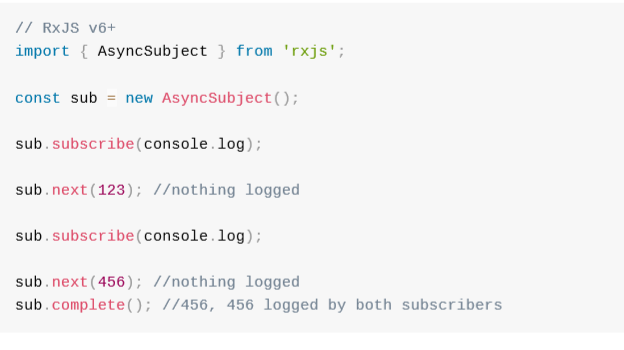 // RxJS v6+
import { AsyncSubject } from 'rxjs';
const sub = new AsyncSubject();
sub.subscribe(console.log);
sub.next(123); //nothing logged
sub.subscribe(console.log);
sub.next(456); //nothing logged
sub.complete(); //456, 456 logged by both subscribers